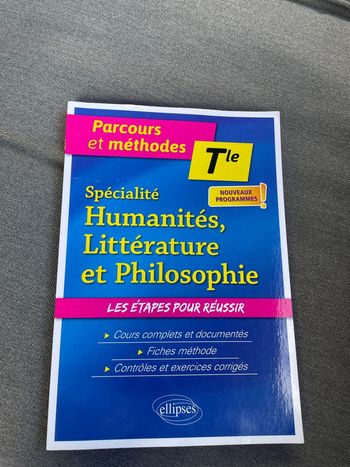 Parcours
et méthodes
Tle
NOUVEAUX
PROGRAMMES !
Spécialité
Humanités,
Littérature
et Philosophie
LES ÉTAPES POUR RÉUSSIR
Cours complets et documentés
Fiches méthode
Contrôles et exercices corrigés
ellipses